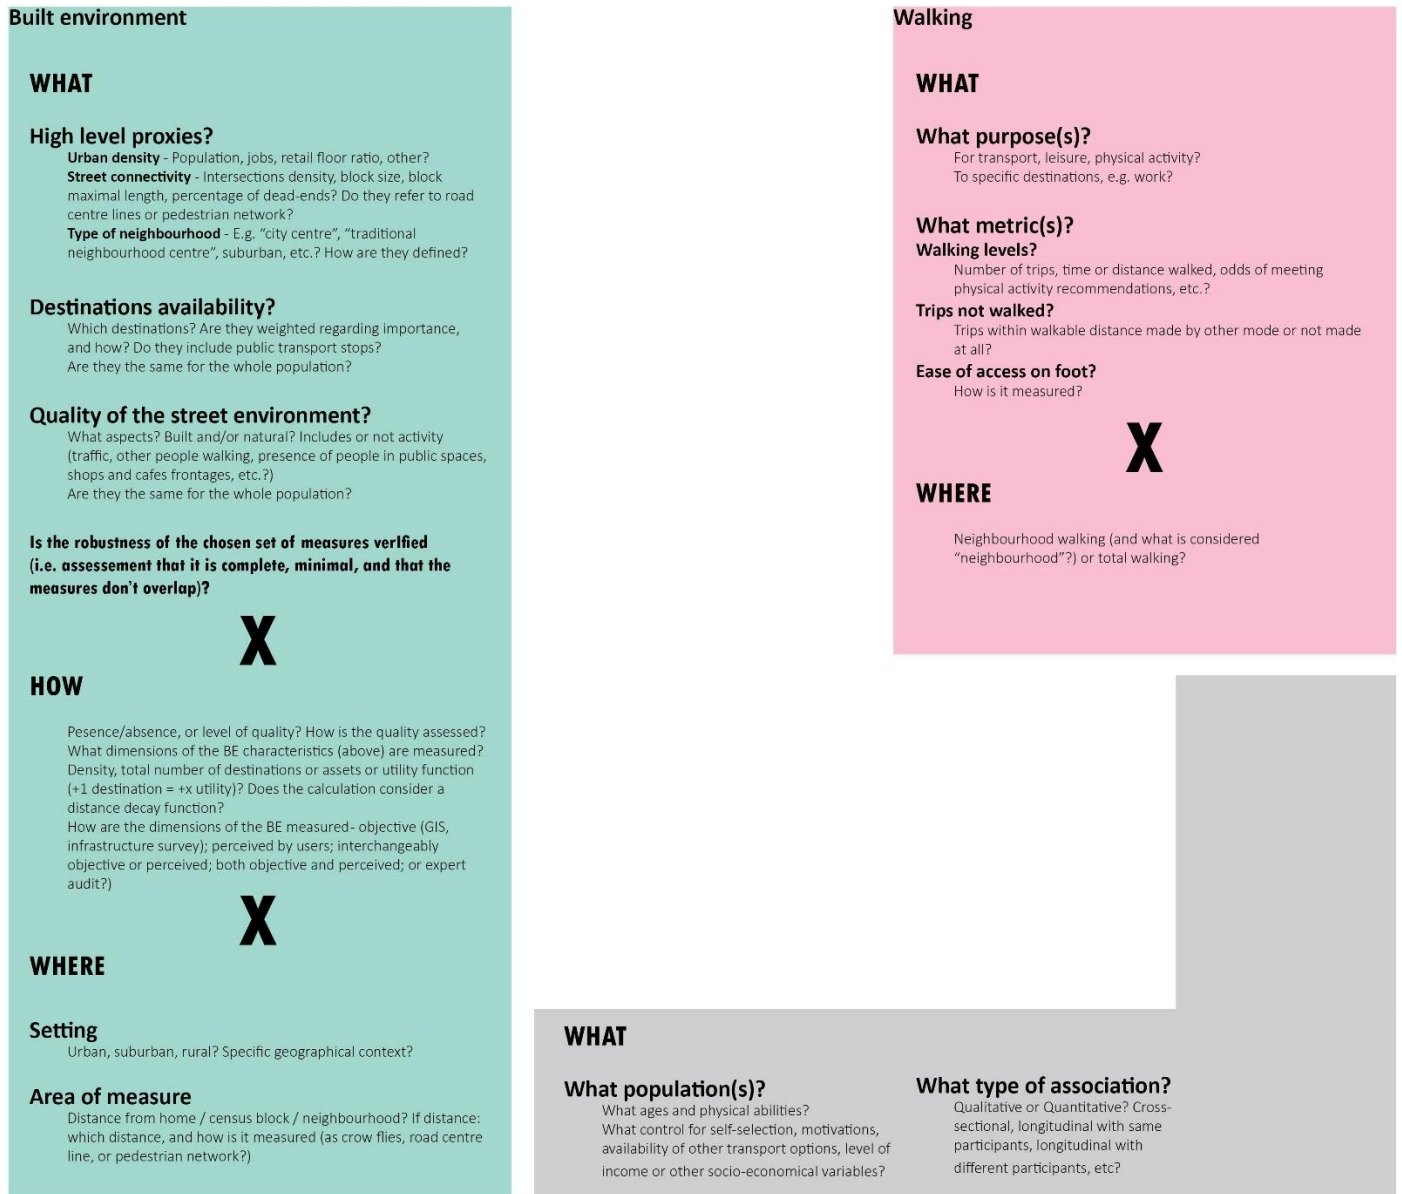 Built environment
WHAT
High level proxies?
Urban density - Population, jobs, retail floor ratio, other?
Street connectivity - Intersections density, block size, block
maximal length, percentage of dead-ends? Do they refer to road
centre lines or pedestrian network?
Type of neighbourhood - E.g. “city centre”, “traditional
neighbourhood centre”, suburban, etc.? How are they defined?
Destinations availability?
Which destinations? Are they weighted regarding importance,
and how? Do they include public transport stops?
Are they the same for the whole population?
Quality of the street environment?
What aspects? Built and/or natural? Includes or not activity
(traffic, other people walking, presence of people in public spaces,
shops and cafes frontages, etc.?)
Are they the same for the whole population?
Is the robustness of the chosen set of measures verified
(i.e. assessement that it is complete, minimal, and that the
measures don't overlap)?
X
HOW
Pesence/absence, or level of quality? How is the quality assessed?
What dimensions of the BE characteristics (above) are measured?
Density, total number of destinations or assets or utility function
(+1 destination = +x utility)? Does the calculation consider a
distance decay function?
How are the dimensions of the BE measured- objective (GIS,
infrastructure survey); perceived by users; interchangeably
objective or perceived; both objective and perceived; or expert
audit?)
X
WHERE
Setting
Urban, suburban, rural? Specific geographical context?
Area of measure
Distance from home / census block / neighbourhood? If distance:
which distance, and how is it measured (as crow flies, road centre
line, or pedestrian network?)
Walking
WHAT
What purpose(s)?
For transport, leisure, physical activity?
To specific destinations, e.g. work?
What metric(s)?
Walking levels?
Number of trips, time or distance walked, odds of meeting
physical activity recommendations, etc.?
Trips not walked?
Trips within walkable distance made by other mode or not made
at all?
Ease of access on foot?
How is it measured?
X
WHERE
Neighbourhood walking (and what is considered
“neighbourhood”?) or total walking?
WHAT
What population(s)?
What ages and physical abilities?
What control for self-selection, motivations,
availability of other transport options, level of
income or other socio-economical variables?
What type of association?
Qualitative or Quantitative? Cross-
sectional, longitudinal with same
participants, longitudinal with
different participants, etc?